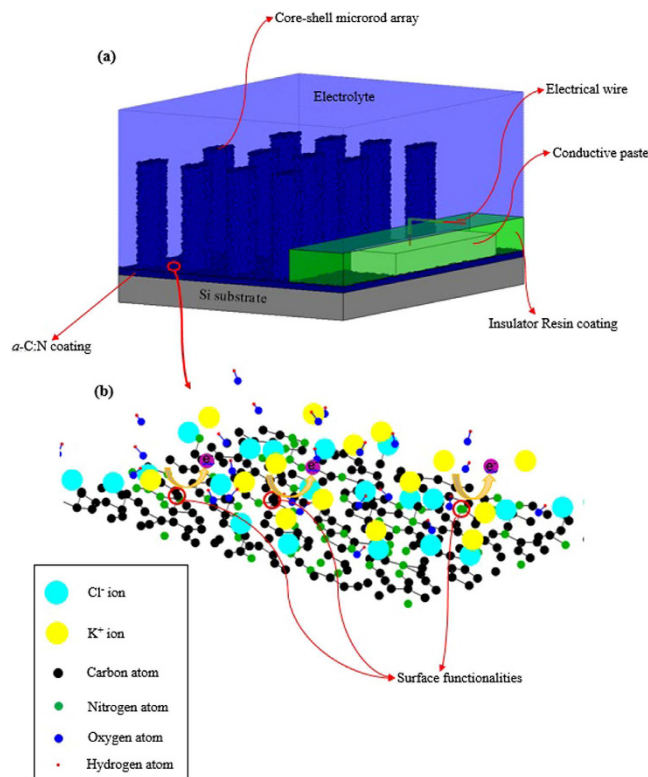 Core-shell microrod array
(a)
Electrolyte
Electrical wire
Conductive paste
Si substrate
Insulator Resin coating
a-C:N coating
(b)
e-
e-
e-
Cl- ion
K+ ion
Carbon atom
Nitrogen atom
Oxygen atom
Hydrogen atom
Surface functionalities